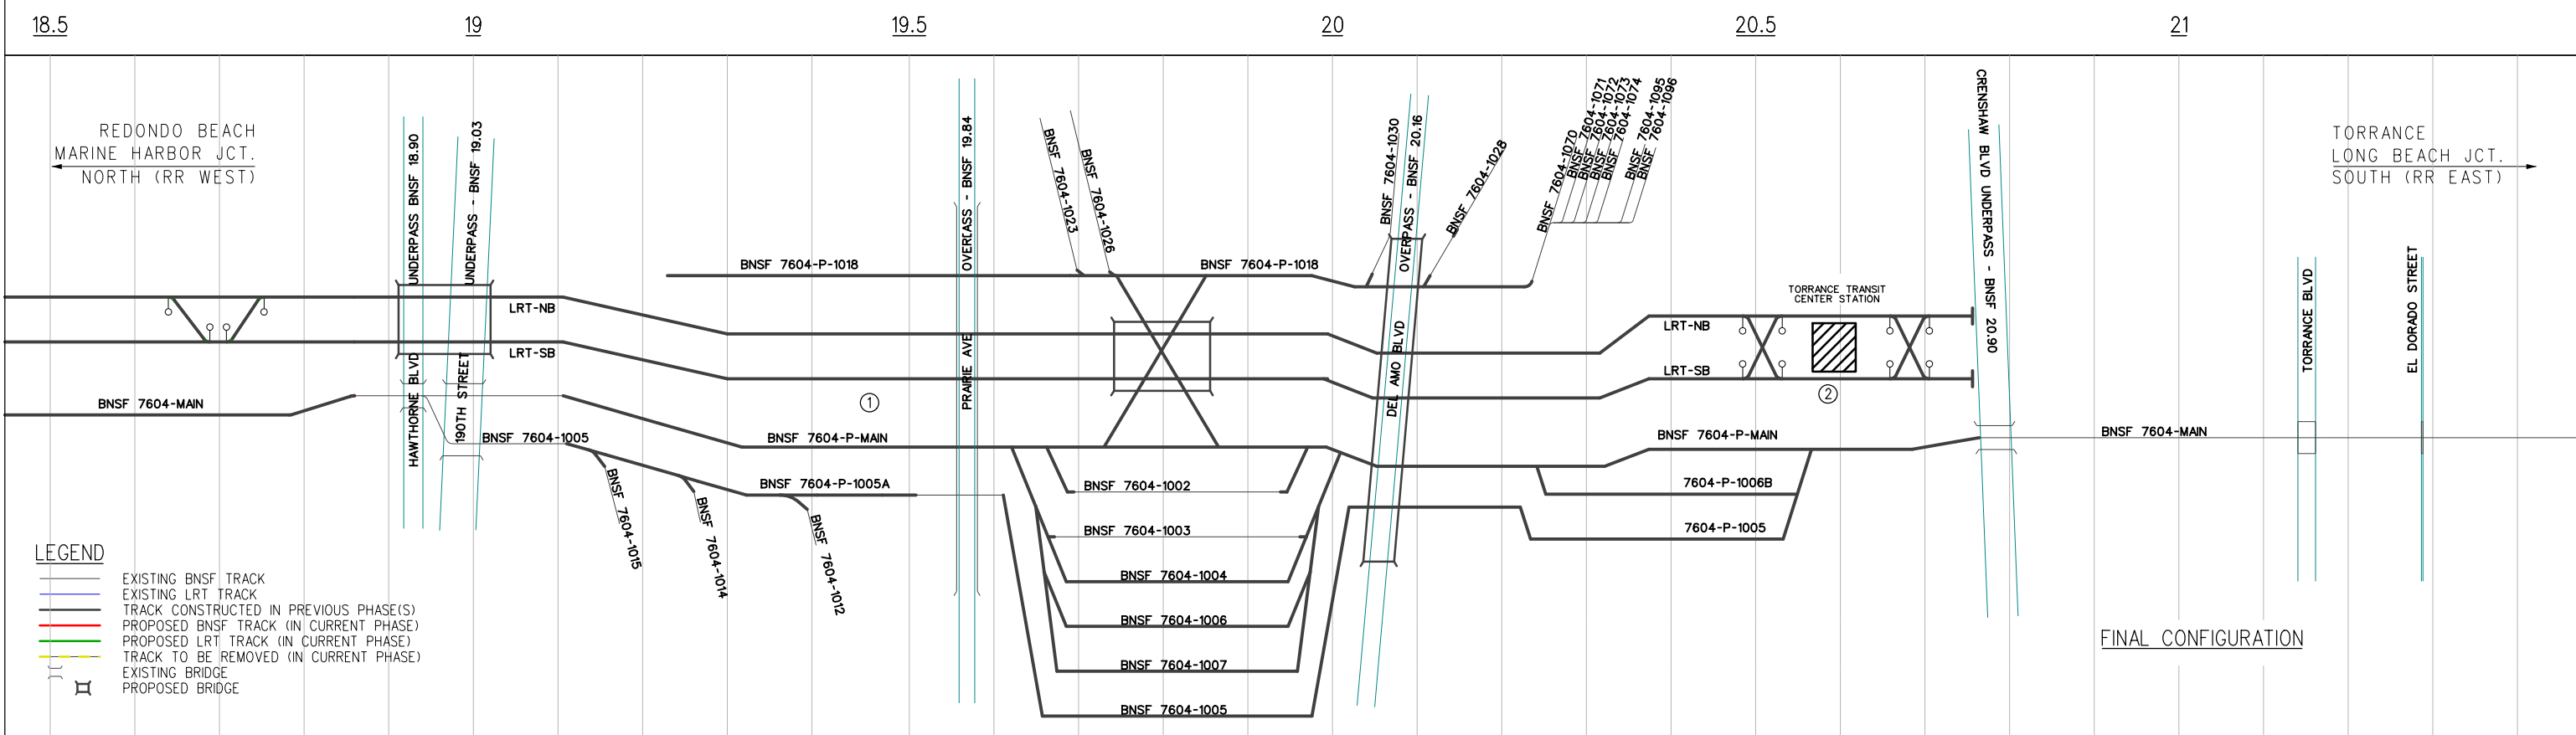 18.5
19
19.5
20
20.5
21
REDONDO BEACH
MARINE HARBOR JCT.
NORTH (RR WEST)
TORRANCE
LONG BEACH JCT.
SOUTH (RR EAST)
HAWTHORNE BLVD UNDERPASS BNSF 18.90
190TH STREET UNDERPASS - BNSF 19.03
PRAIRIE AVE - BNSF 19.84
BNSF 7604-1023
BNSF 7604-1026
BNSF 7604-1030
DEL AMO BLVD OVERPASS - BNSF 20.16
BNSF 7604-1028
BNSF 7604-1070
BNSF 7604-1071
BNSF 7604-1072
BNSF 7604-1073
BNSF 7604-1074
BNSF 7604-1095
BNSF 7604-1096
CRENSHAW BLVD UNDERPASS - BNSF 20.90
TORRANCE BLVD
EL DORADO STREET
BNSF 7604-P-1018
BNSF 7604-P-1018
LRT-NB
LRT-SB
TORRANCE TRANSIT
CENTER STATION
LRT-NB
LRT-SB
1
2
BNSF 7604-MAIN
BNSF 7604-1005
BNSF 7604-P-MAIN
BNSF 7604-P-MAIN
BNSF 7604-MAIN
BNSF 7604-P-1005A
BNSF 7604-1015
BNSF 7604-1014
BNSF 7604-1012
BNSF 7604-1002
BNSF 7604-1003
BNSF 7604-1004
BNSF 7604-1006
BNSF 7604-1007
BNSF 7604-1005
7604-P-1006B
7604-P-1005
LEGEND
EXISTING BNSF TRACK
EXISTING LRT TRACK
TRACK CONSTRUCTED IN PREVIOUS PHASE(S)
PROPOSED BNSF TRACK (IN CURRENT PHASE)
PROPOSED LRT TRACK (IN CURRENT PHASE)
TRACK TO BE REMOVED (IN CURRENT PHASE)
EXISTING BRIDGE
PROPOSED BRIDGE
FINAL CONFIGURATION